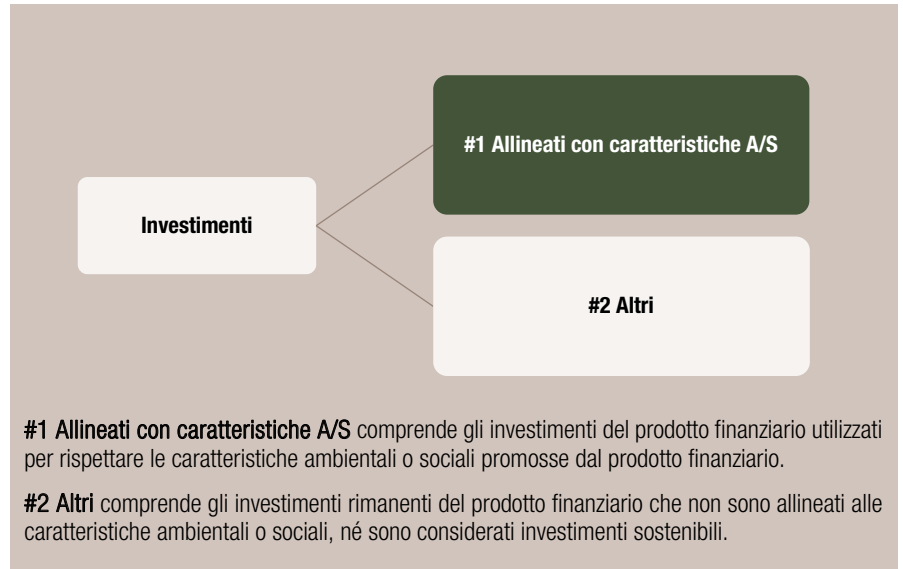 #1 Allineati con caratteristiche A/S
Investimenti
#2 Altri
#1 Allineati con caratteristiche A/S comprende gli investimenti del prodotto finanziario utilizzati
per rispettare le caratteristiche ambientali o sociali promosse dal prodotto finanziario.
#2 Altri comprende gli investimenti rimanenti del prodotto finanziario che non sono allineati alle
caratteristiche ambientali o sociali, né sono considerati investimenti sostenibili.